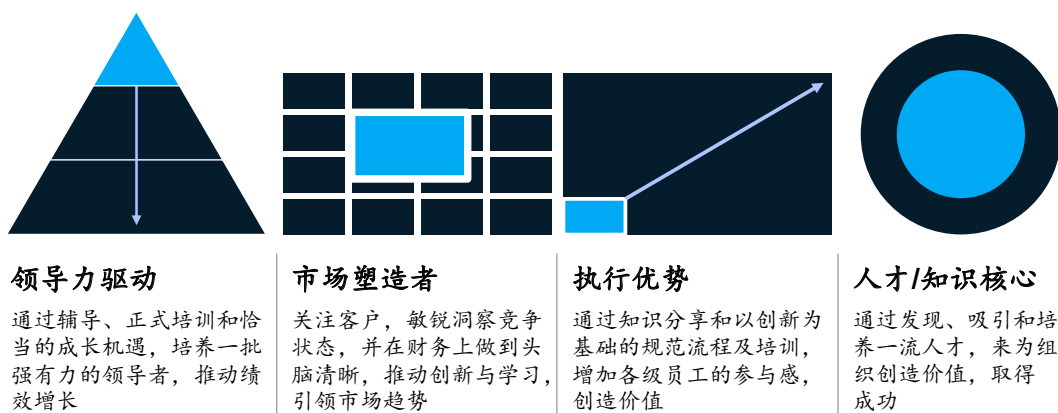 领导力驱动
通过辅导、正式培训和恰
当的成长机遇，培养一批
强有力的领导者，推动绩
效增长
市场塑造者
关注客户，敏锐洞察竞争
状态，并在财务上做到头
脑清晰，推动创新与学习，
引领市场趋势
执行优势
通过知识分享和以创新为
基础的规范流程及培训，
增加各级员工的参与感，
创造价值
人才/知识核心
通过发现、吸引和培
养一流人才，来为组
织创造价值，取得
成功